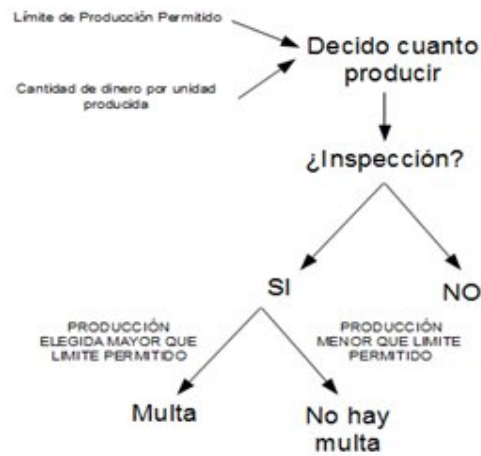 Límite de Producción Permitido
Decido cuanto
producir
Cantidad de dinero por unidad
producida
¿Inspección?
SI
NO
PRODUCCIÓN
ELEGIDA MAYOR QUE
LIMITE PERMITIDO
PRODUCCIÓN
MENOR QUE LIMITE
PERMITIDO
Multa
No hay
multa